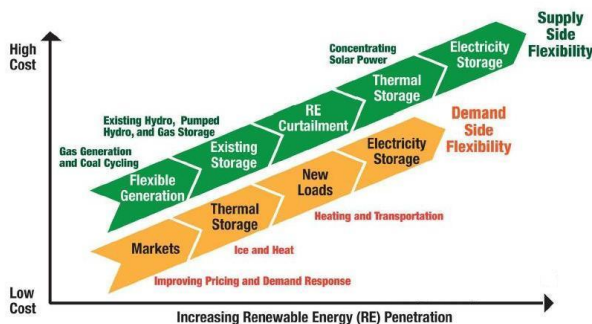 High
Cost
Supply
Side
Flexibility
Electricity
Storage
Concentrating
Solar Power
Thermal
Storage
RE
Curtailment
Existing Hydro, Pumped
Hydro, and Gas Storage
Existing
Storage
Gas Generation
and Coal Cycling
Flexible
Generation
Demand
Side
Flexibility
Electricity
Storage
New
Loads
Heating and Transportation
Thermal
Storage
Ice and Heat
Markets
Improving Pricing and Demand Response
Low
Cost
Increasing Renewable Energy (RE) Penetration